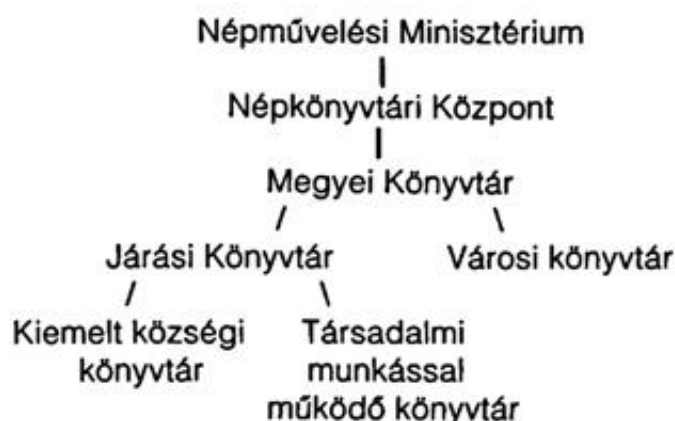 Népművelési Minisztérium
Népkönyvtári Központ
Megyei Könyvtár
Járási Könyvtár Városi könyvtár
Kiemelt községi Társadalmi
könyvtár munkással
működő könyvtár